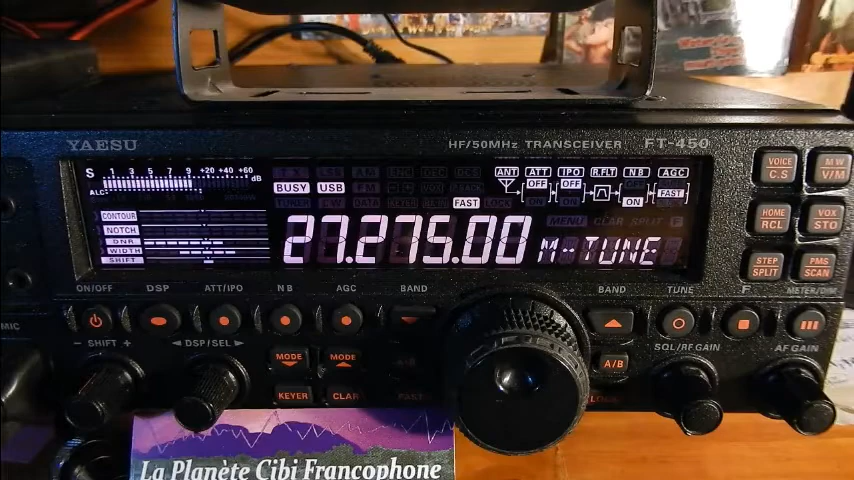 YAESU
HF/50MHz TRANSCEIVER FT-450
S 1 3 5 7 9 +20 +40 +60 dB
ALC
BUSY USB
FAST
ANT ATT IPO R.FLT NB AGC
OFF OFF
ON FAST
CONTOUR
NOTCH
DNR
WIDTH
SHIFT
27.275.00 M-TUNE
VOICE C.S
M W V/M
HOME RCL
VOX STO
STEP SPLIT
PMS SCAN
ON/OFF DSP ATT/IPO NB AGC BAND BAND TUNE F METER/DIM
MIC
- SHIFT + DSP/SEL
MODE MODE
A/B
SQL/RF GAIN AF GAIN
KEYER CLAR FAST
LOCK
La Planète Cibi Francophone